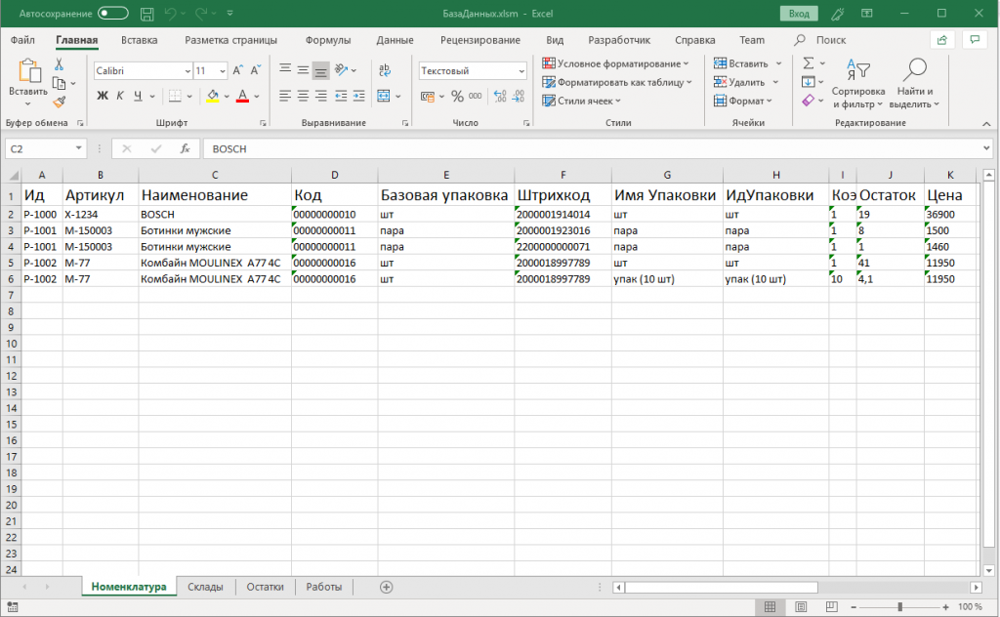 Автосохранение БазаДанных.xlsm - Excel Вход
Файл Главная Вставка Разметка страницы Формулы Данные Рецензирование Вид Разработчик Справка Team Поиск
Вставить Calibri 11 Текстовый Условное форматирование Вставить
Форматировать как таблицу Удалить
Ж К Ч % 000 Стили ячеек Формат Сортировка и фильтр Найти и выделить
Буфер обмена Шрифт Выравнивание Число Стили Ячейки Редактирование
C2 fx BOSCH
A B C D E F G H I J K
1 Ид Артикул Наименование Код Базовая упаковка Штрихкод Имя Упаковки ИдУпаковки Коэ Остаток Цена
2 P-1000 X-1234 BOSCH 00000000010 шт 2000001914014 шт шт 1 19 36900
3 P-1001 M-150003 Ботинки мужские 00000000011 пара 2000001923016 пара пара 1 8 1500
4 P-1001 M-150003 Ботинки мужские 00000000011 пара 2200000000071 пара пара 1 1 1460
5 P-1002 M-77 Комбайн MOULINEX A77 4C 00000000016 шт 2000018997789 шт шт 1 41 11950
6 P-1002 M-77 Комбайн MOULINEX A77 4C 00000000016 шт 2000018997789 упак (10 шт) упак (10 шт) 10 4,1 11950
7
8
9
10
11
12
13
14
15
16
17
18
19
20
21
22
23
24
Номенклатура Склады Остатки Работы
100 %